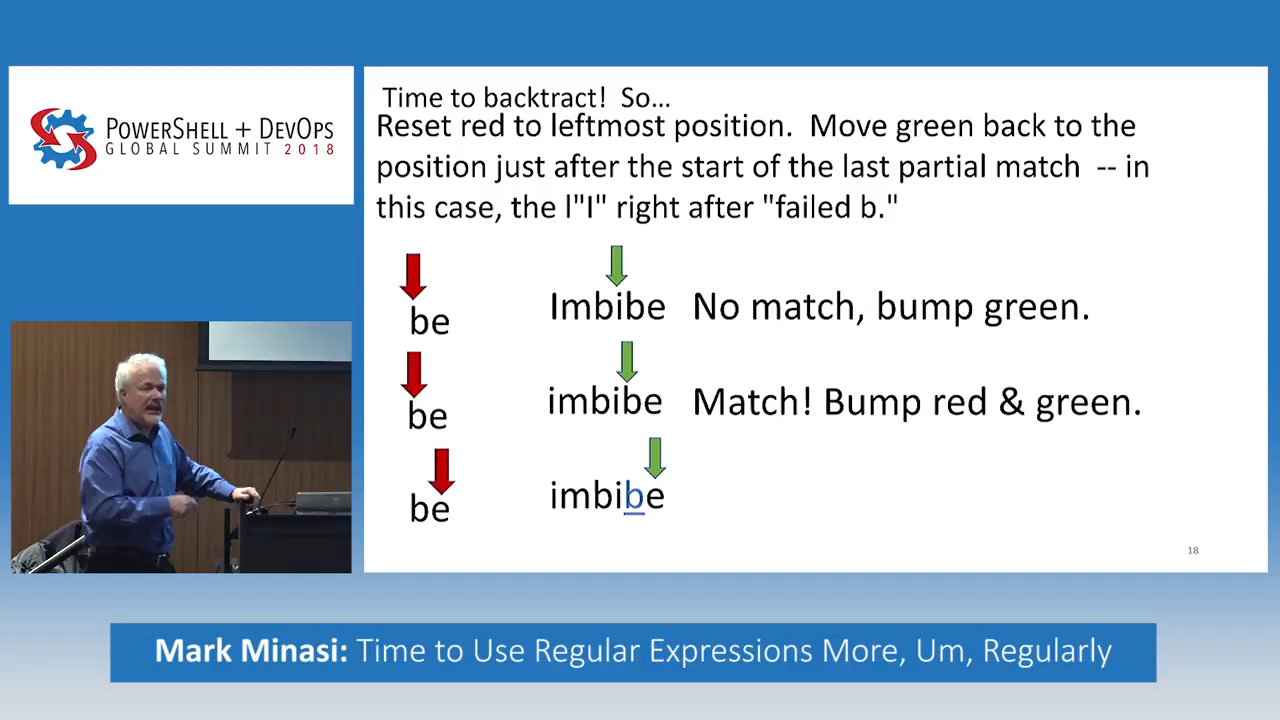 POWERSHELL + DEVOPS
GLOBAL SUMMIT 2018
Time to backtract! So...
Reset red to leftmost position. Move green back to the
position just after the start of the last partial match -- in
this case, the l"I" right after "failed b."
be Imbibe No match, bump green.
be imbibe Match! Bump red & green.
be imbibe
18
Mark Minasi: Time to Use Regular Expressions More, Um, Regularly